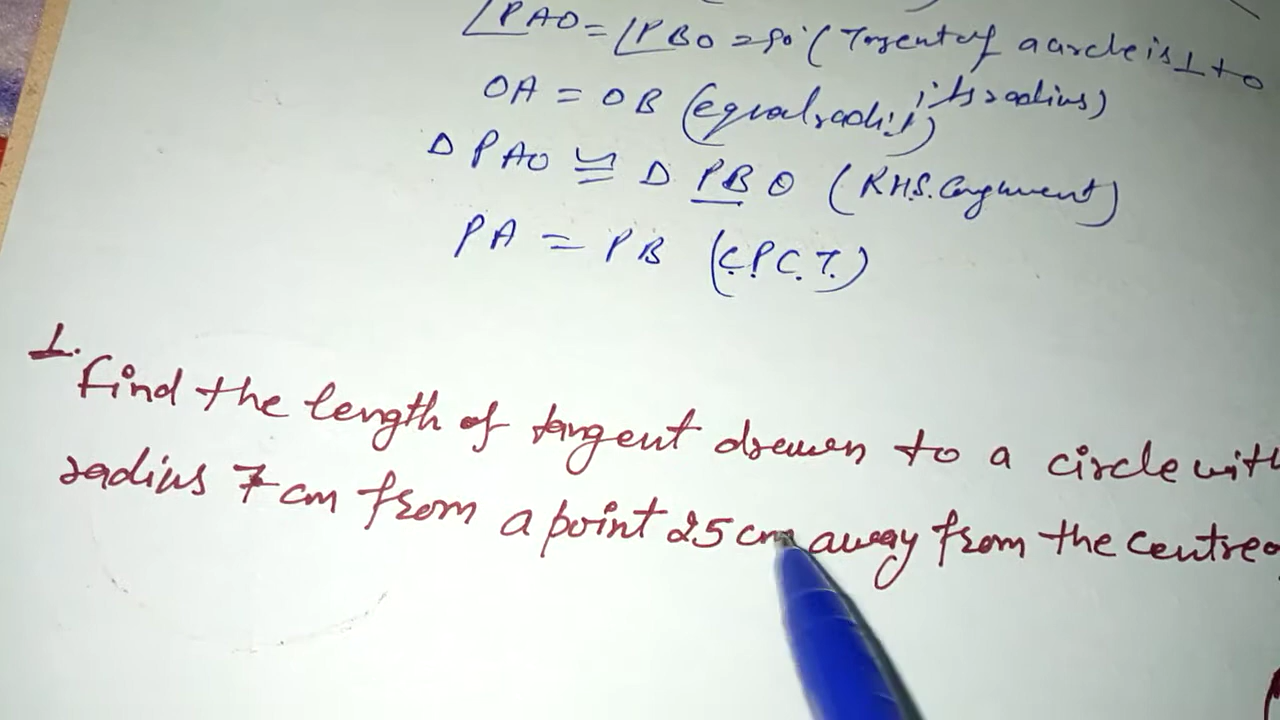 ∠PAO = ∠PBO = 90° (Tangent of a circle is ⊥ to
its radius)
OA = OB (equal radii)
Δ PAO ≅ Δ PBO (RHS. Congruent)
PA = PB (C.P.C.T.)
1.
Find the length of tangent drawn to a circle with
radius 7 cm from a point 25 cm away from the centre